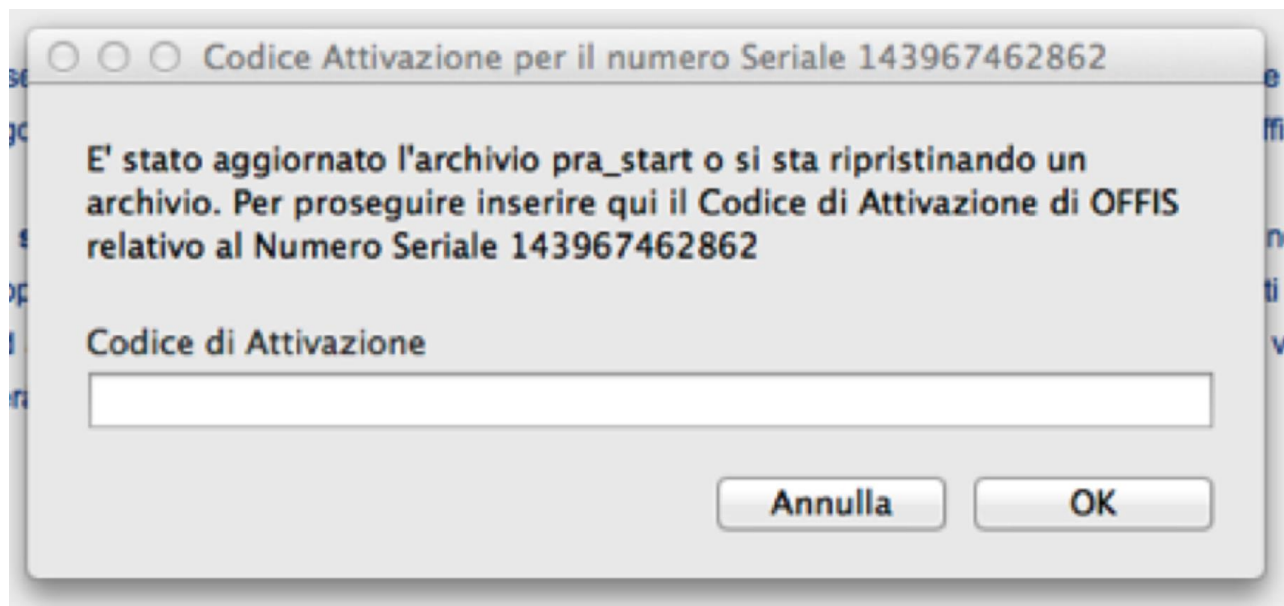 Codice Attivazione per il numero Seriale 143967462862
E' stato aggiornato l'archivio pra_start o si sta ripristinando un
archivio. Per proseguire inserire qui il Codice di Attivazione di OFFIS
relativo al Numero Seriale 143967462862
Codice di Attivazione
Annulla OK